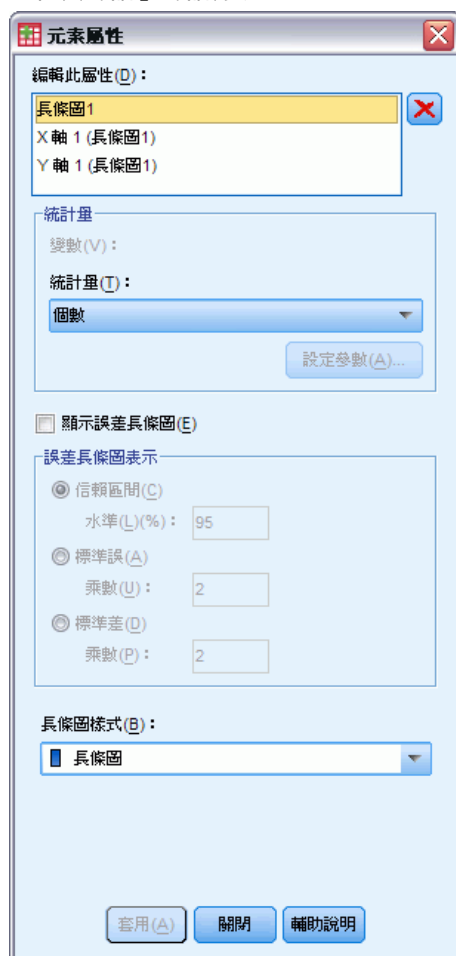 元素屬性
編輯此屬性(D)：
長條圖1
X 軸 1 (長條圖1)
Y 軸 1 (長條圖1)
統計量
變數(V)：
統計量(T)：
個數
設定參數(A)...
顯示誤差長條圖(E)
誤差長條圖表示
信賴區間(C)
水準(L)(%)： 95
標準誤(A)
乘數(U)： 2
標準差(D)
乘數(P)： 2
長條圖樣式(B)：
長條圖
套用(A) 關閉 輔助說明